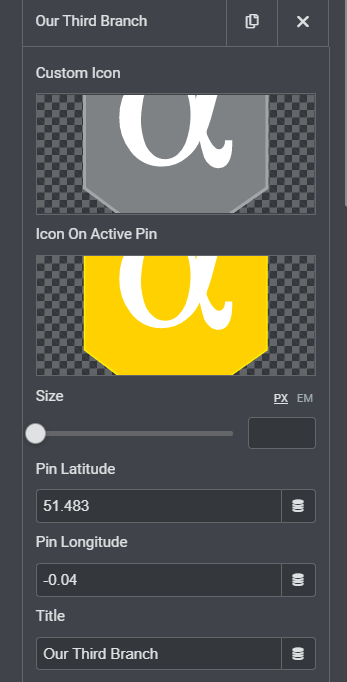 Our Third Branch
Custom Icon
α
Icon On Active Pin
α
Size
PX EM
Pin Latitude
51.483
Pin Longitude
-0.04
Title
Our Third Branch